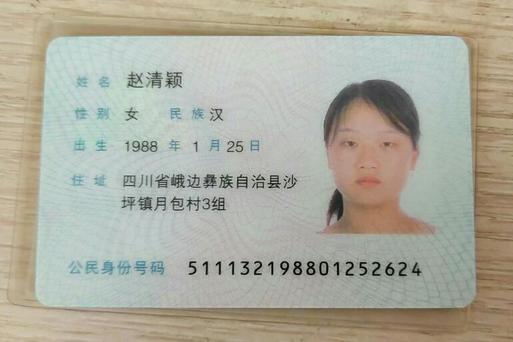 姓名 赵清颖
性别 女 民族 汉
出生 1988 年 1 月 25 日
住址 四川省峨边彝族自治县沙
坪镇月包村3组
公民身份号码 511132198801252624